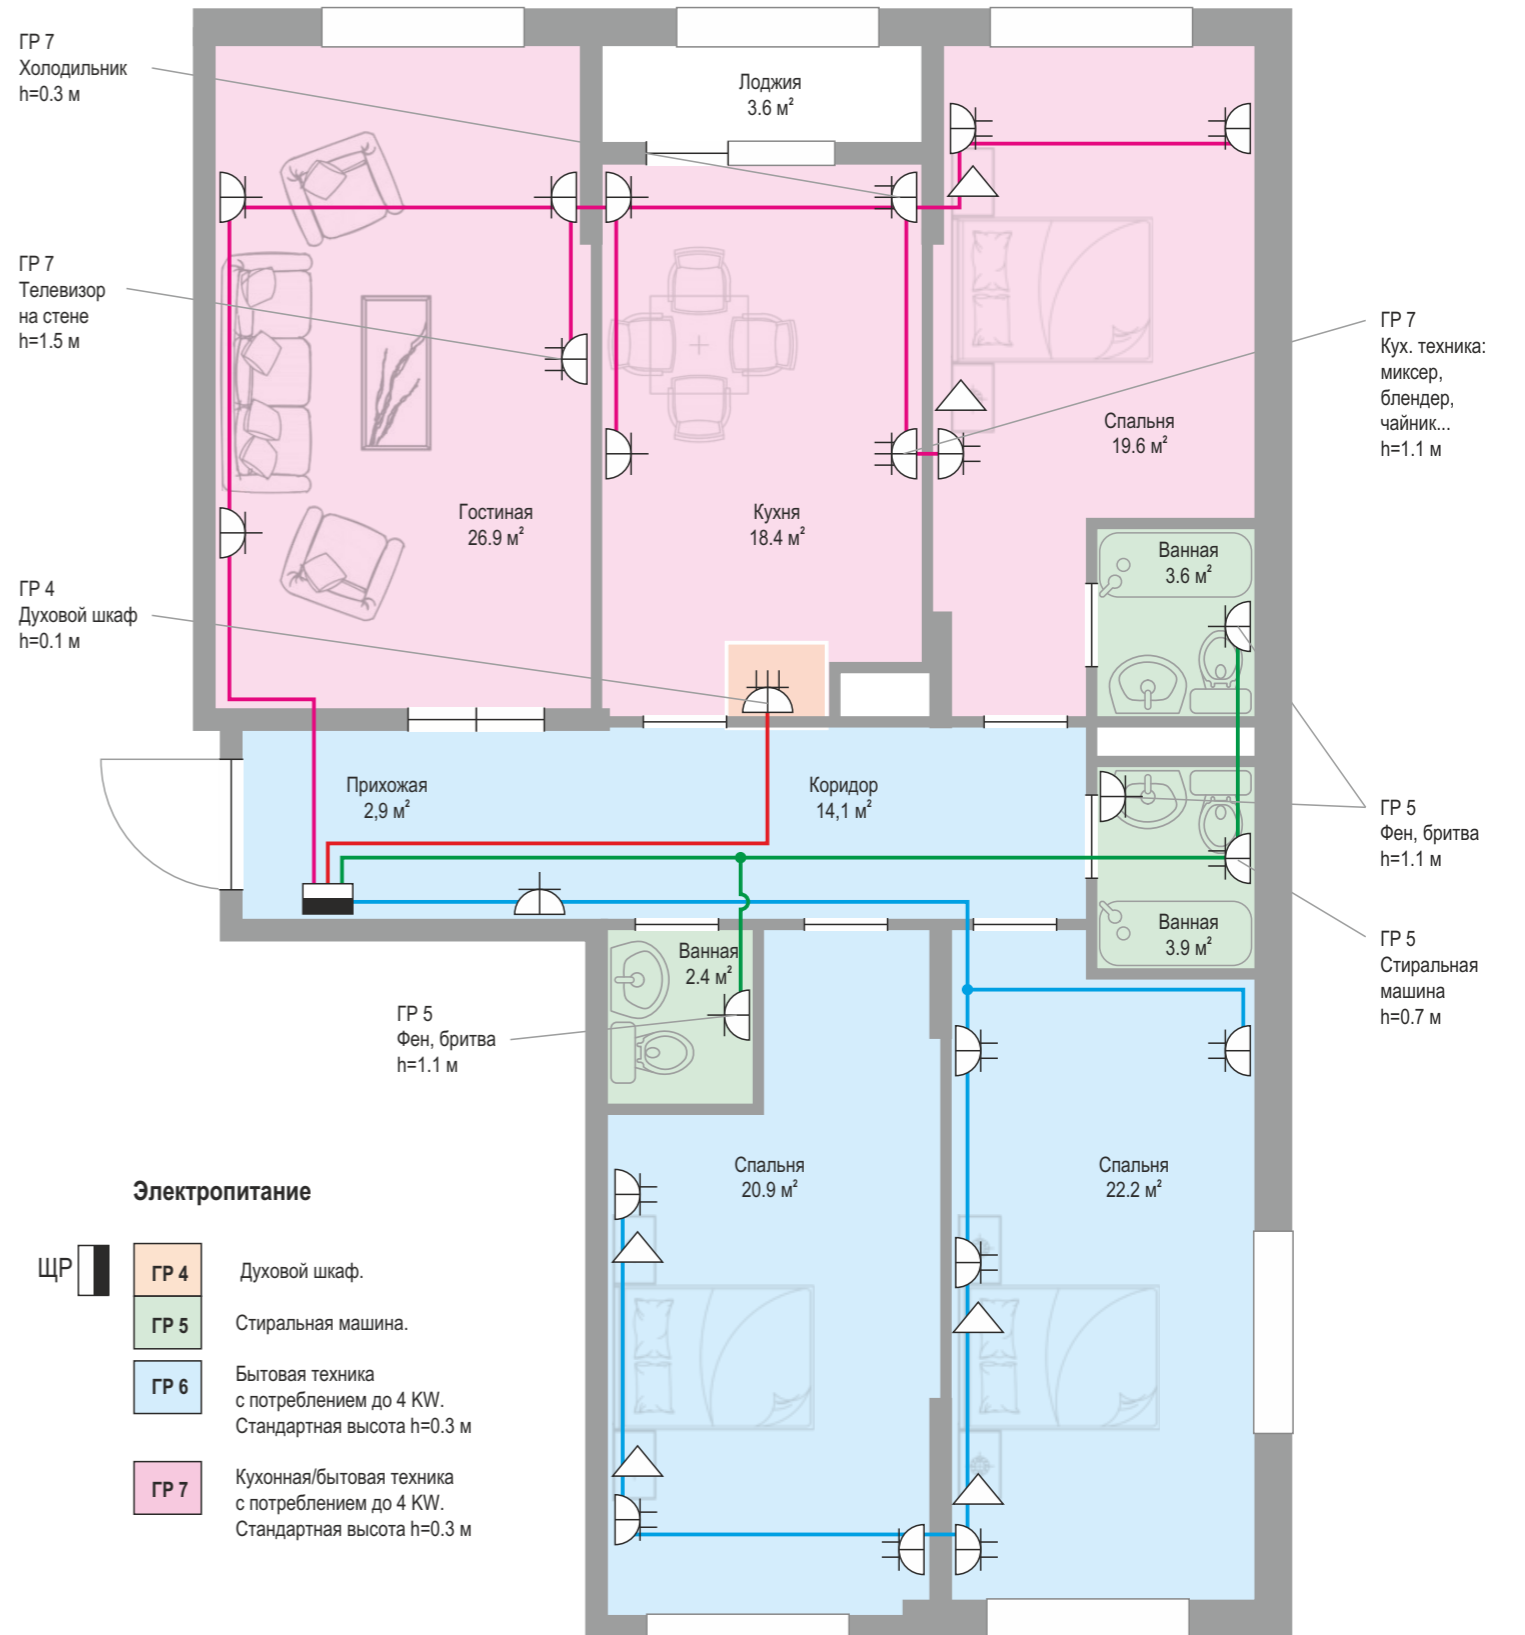 ГР 7
Холодильник
h=0.3 м
Лоджия
3.6 м²
ГР 7
Телевизор
на стене
h=1.5 м
ГР 7
Кух. техника:
миксер,
блендер,
чайник...
h=1.1 м
Спальня
19.6 м²
Гостиная
26.9 м²
Кухня
18.4 м²
Ванная
3.6 м²
ГР 4
Духовой шкаф
h=0.1 м
Прихожая
2,9 м²
Коридор
14,1 м²
ГР 5
Фен, бритва
h=1.1 м
Ванная
3.9 м²
Ванная
2.4 м²
ГР 5
Стиральная
машина
h=0.7 м
ГР 5
Фен, бритва
h=1.1 м
Спальня
20.9 м²
Спальня
22.2 м²
Электропитание
ЩР
ГР 4
Духовой шкаф.
ГР 5
Стиральная машина.
ГР 6
Бытовая техника
с потреблением до 4 KW.
Стандартная высота h=0.3 м
ГР 7
Кухонная/бытовая техника
с потреблением до 4 KW.
Стандартная высота h=0.3 м